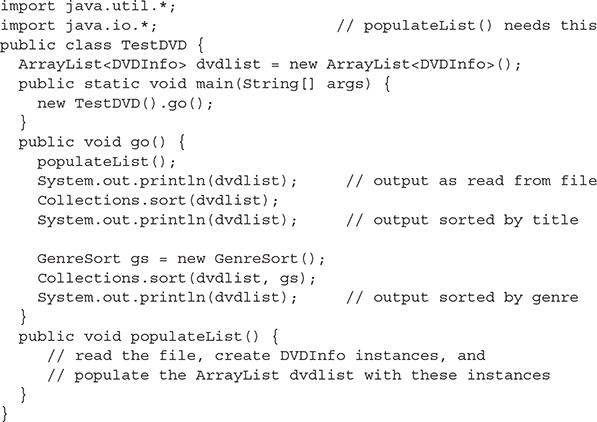 import java.util.*;
import java.io.*;                // populateList() needs this
public class TestDVD {
  ArrayList<DVDInfo> dvdlist = new ArrayList<DVDInfo>();
  public static void main(String[] args) {
    new TestDVD().go();
  }
  public void go() {
    populateList();
    System.out.println(dvdlist);     // output as read from file
    Collections.sort(dvdlist);
    System.out.println(dvdlist);     // output sorted by title

    GenreSort gs = new GenreSort();
    Collections.sort(dvdlist, gs);
    System.out.println(dvdlist);     // output sorted by genre
  }
  public void populateList() {
     // read the file, create DVDInfo instances, and
     // populate the ArrayList dvdlist with these instances
  }
}